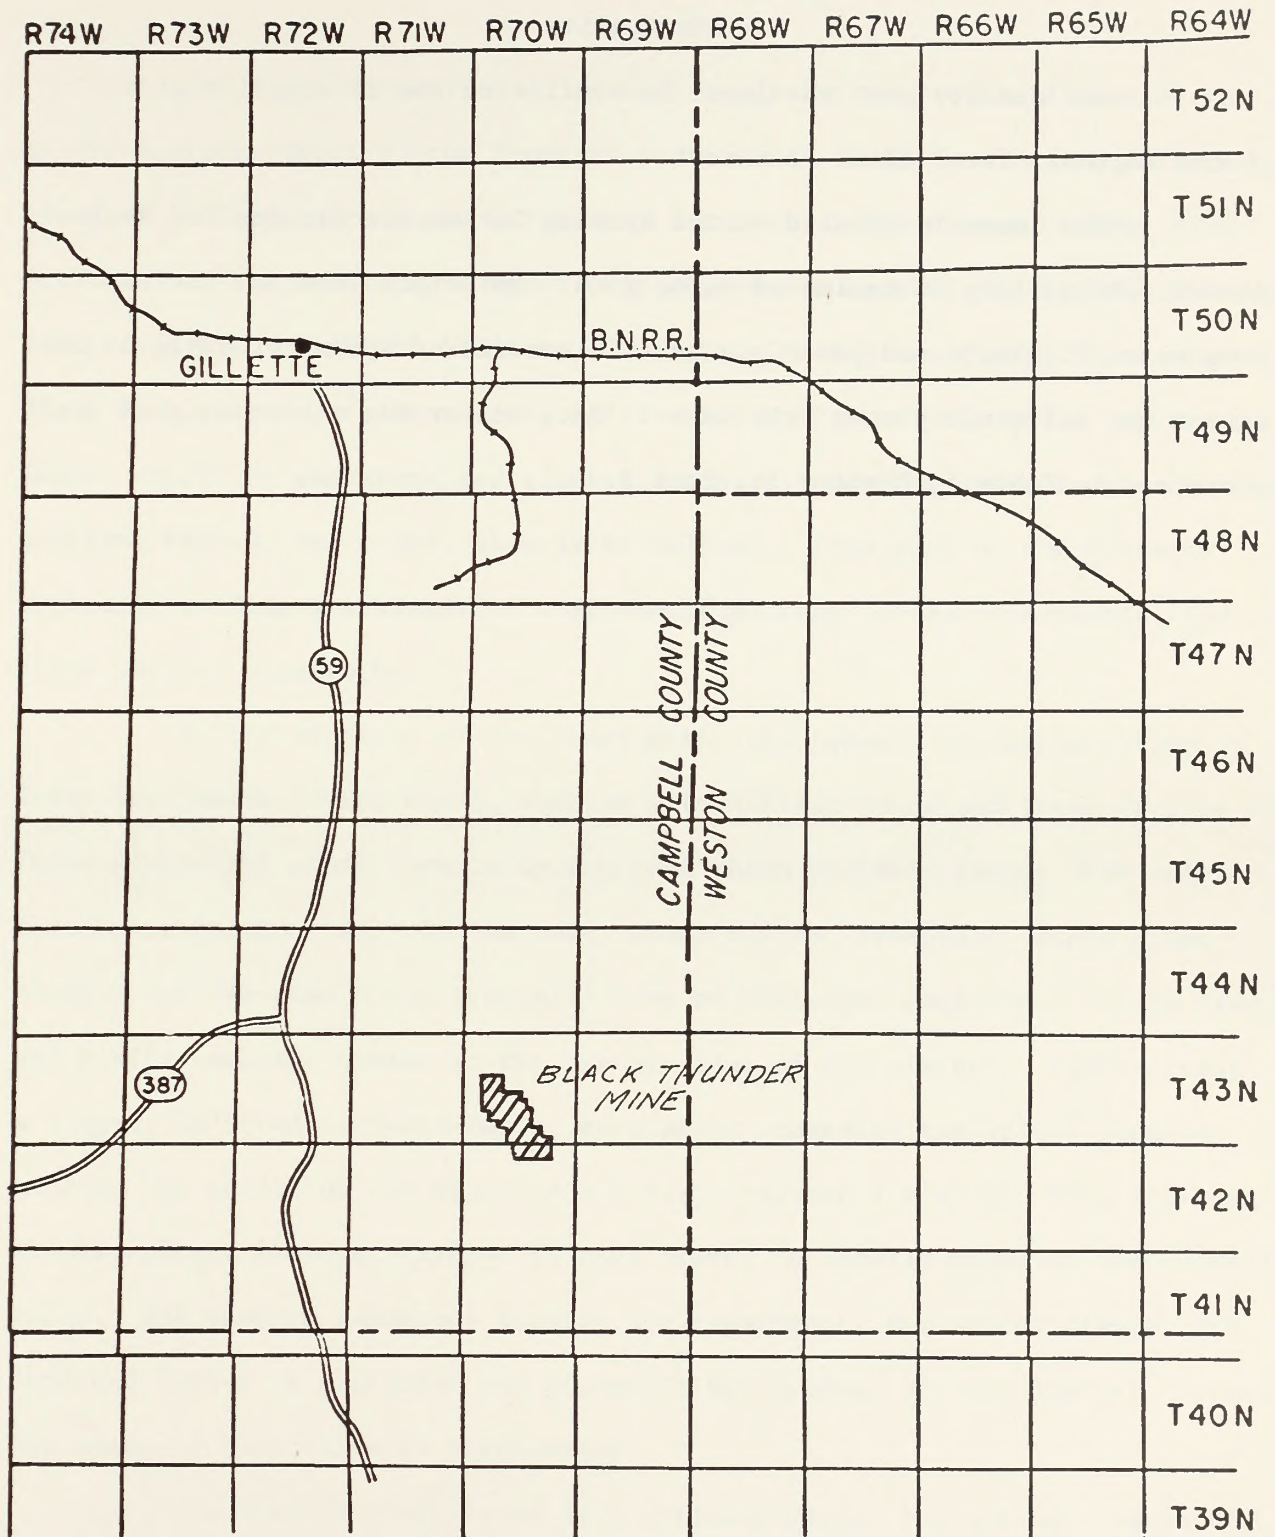 R74W R73W R72W R71W R70W R69W R68W R67W R66W R65W R64W
T52N
T51N
T50N
B.N.R.R.
GILLETTE
T49N
T48N
T47N
59
CAMPBELL COUNTY
WESTON COUNTY
T46N
T45N
T44N
T43N
387
BLACK THUNDER
MINE
T42N
T41N
T40N
T39N